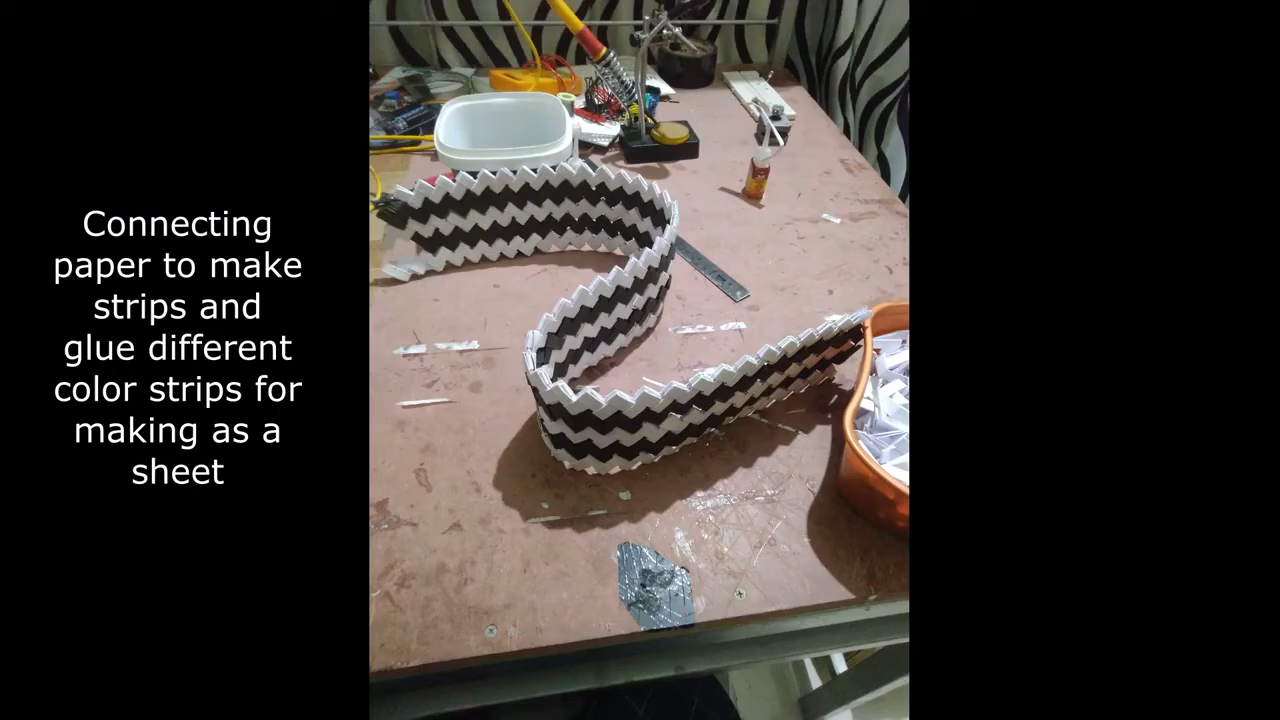 Connecting
paper to make
strips and
glue different
color strips for
making as a
sheet